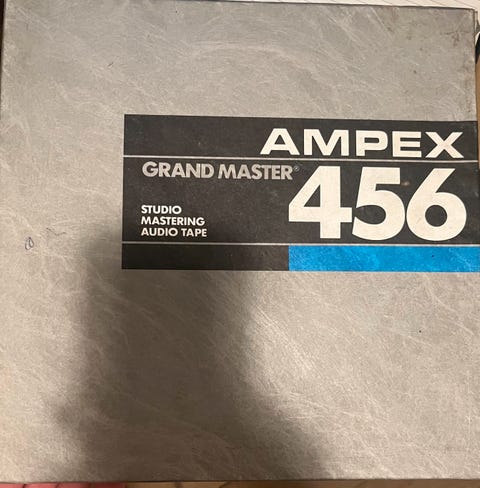 AMPEX
GRAND MASTER®
456
STUDIO
MASTERING
AUDIO TAPE